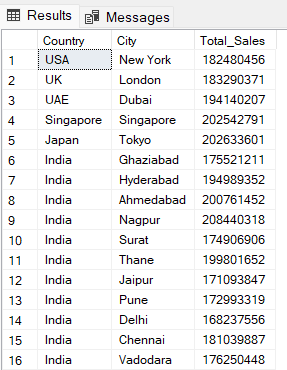 Results Messages
Country City Total_Sales
1 USA New York 182480456
2 UK London 183290371
3 UAE Dubai 194140207
4 Singapore Singapore 202542791
5 Japan Tokyo 202633601
6 India Ghaziabad 175521211
7 India Hyderabad 194989352
8 India Ahmedabad 200761452
9 India Nagpur 208440318
10 India Surat 174906906
11 India Thane 199801652
12 India Jaipur 171093847
13 India Pune 172993319
14 India Delhi 168237556
15 India Chennai 181039887
16 India Vadodara 176250448